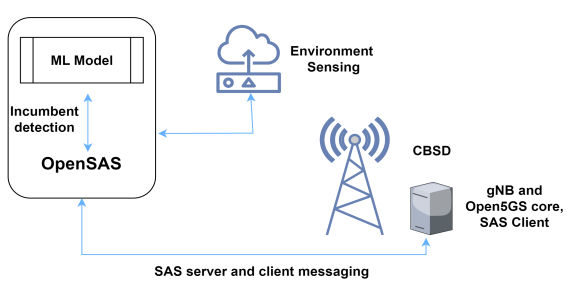 ML Model
Incumbent
detection
OpenSAS
Environment
Sensing
CBSD
gNB and
Open5GS core,
SAS Client
SAS server and client messaging